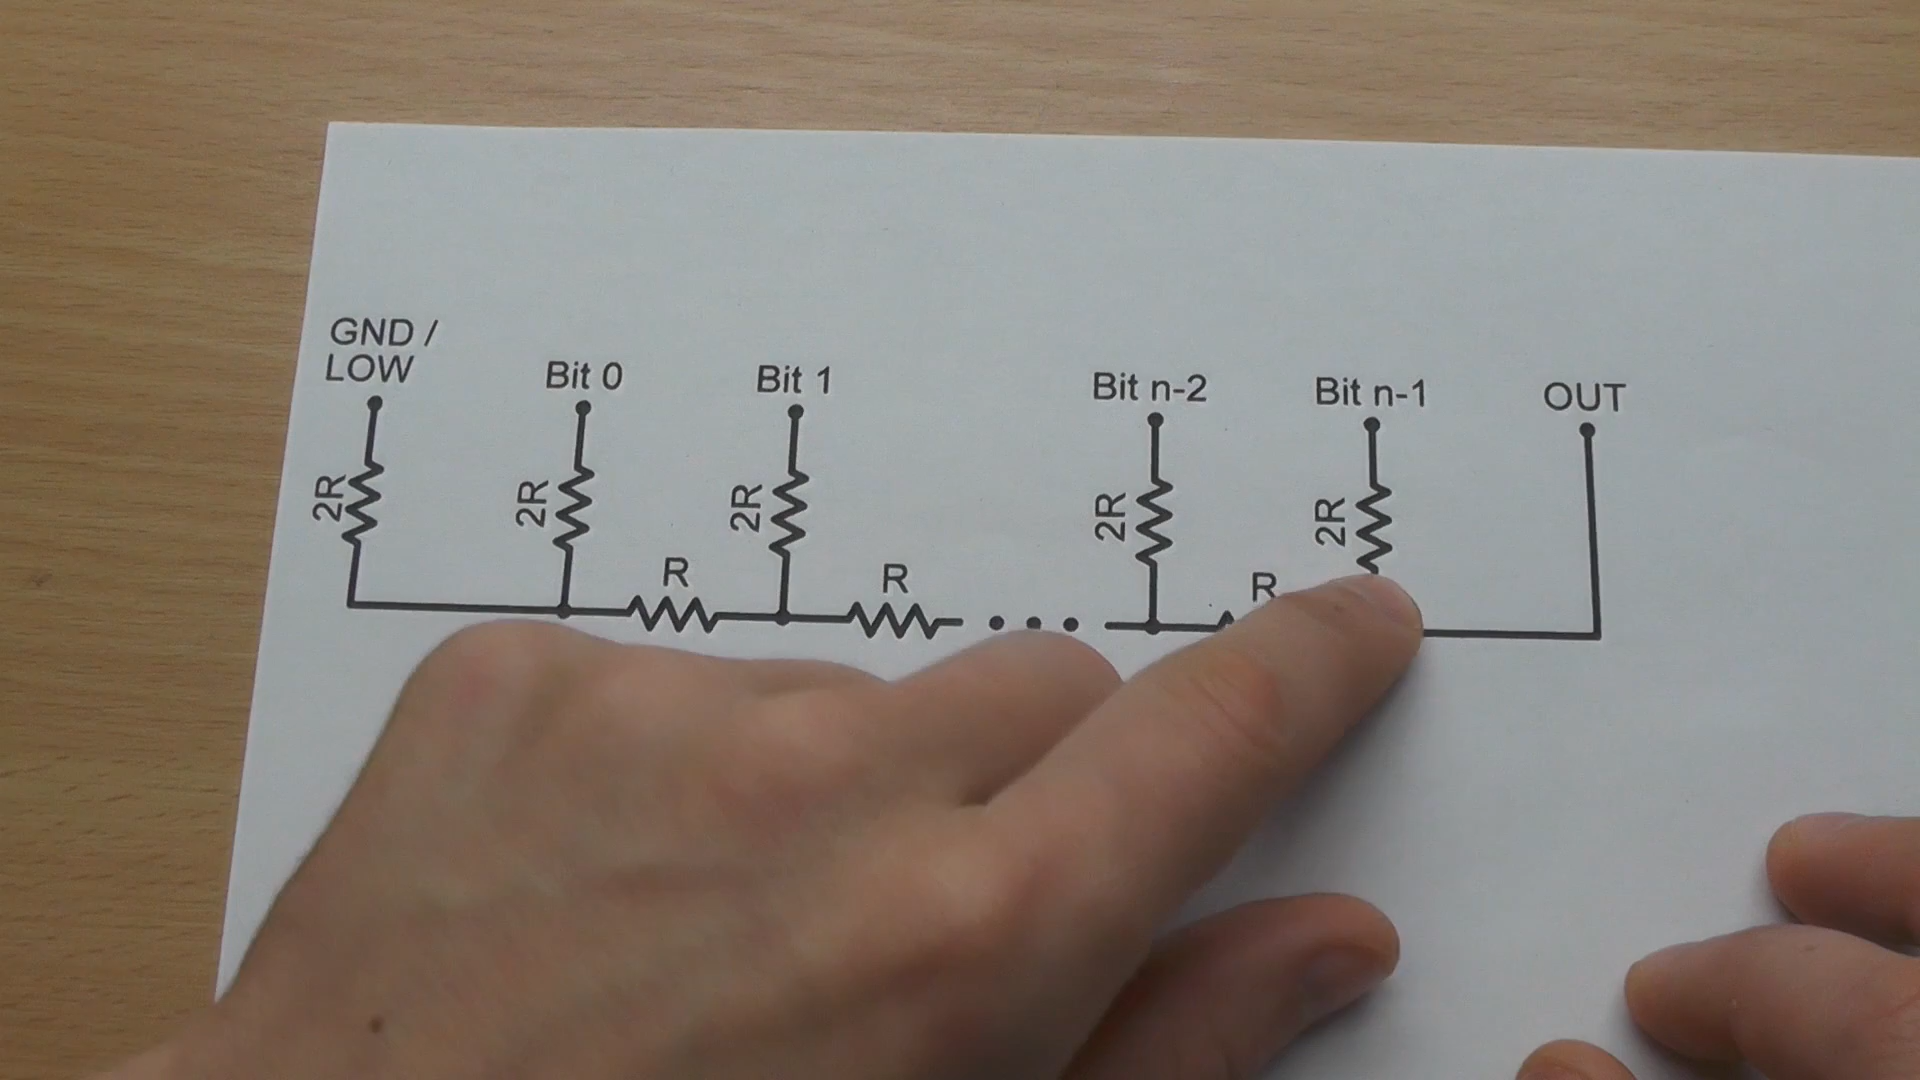 GND /
LOW
Bit 0
Bit 1
Bit n-2
Bit n-1
OUT
2R
2R
2R
2R
2R
R
R
R